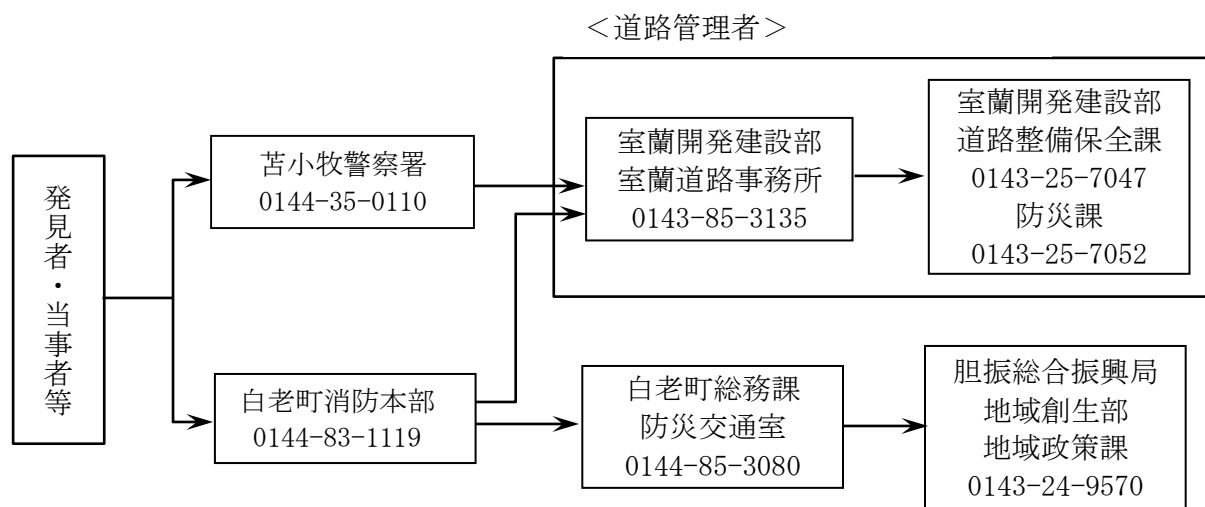 ＜道路管理者＞
発見者・当事者等
苫小牧警察署
0144-35-0110
室蘭開発建設部
室蘭道路事務所
0143-85-3135
室蘭開発建設部
道路整備保全課
0143-25-7047
防災課
0143-25-7052
白老町消防本部
0144-83-1119
白老町総務課
防災交通室
0144-85-3080
胆振総合振興局
地域創生部
地域政策課
0143-24-9570